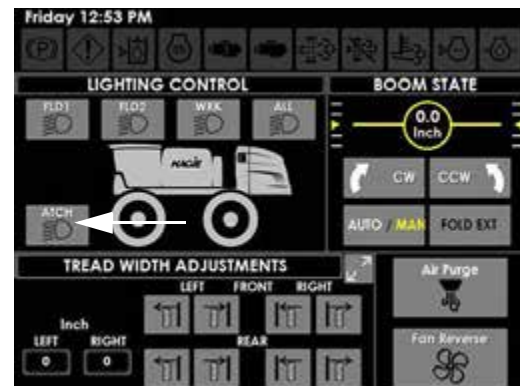 Friday 12:53 PM
LIGHTING CONTROL
BOOM STATE
FLD1 FLD2 WRK ALL
0.0
Inch
HAGIE
CW CCW
ATCH
AUTO / MAN FOLD EXT
TREAD WIDTH ADJUSTMENTS
LEFT FRONT RIGHT
Air Purge
Inch
LEFT RIGHT
REAR
0 0
Fan Reverse